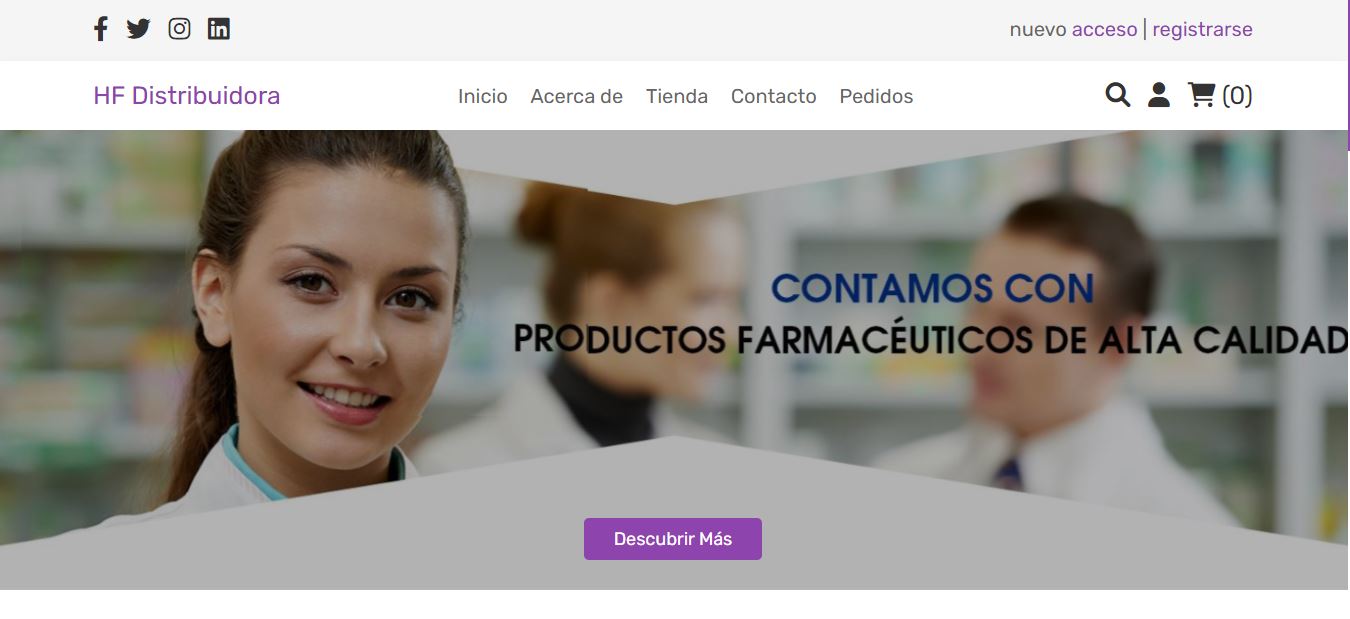 nuevo acceso | registrarse
HF Distribuidora
Inicio Acerca de Tienda Contacto Pedidos
(0)
CONTAMOS CON
PRODUCTOS FARMACÉUTICOS DE ALTA CALIDAD
Descubrir Más